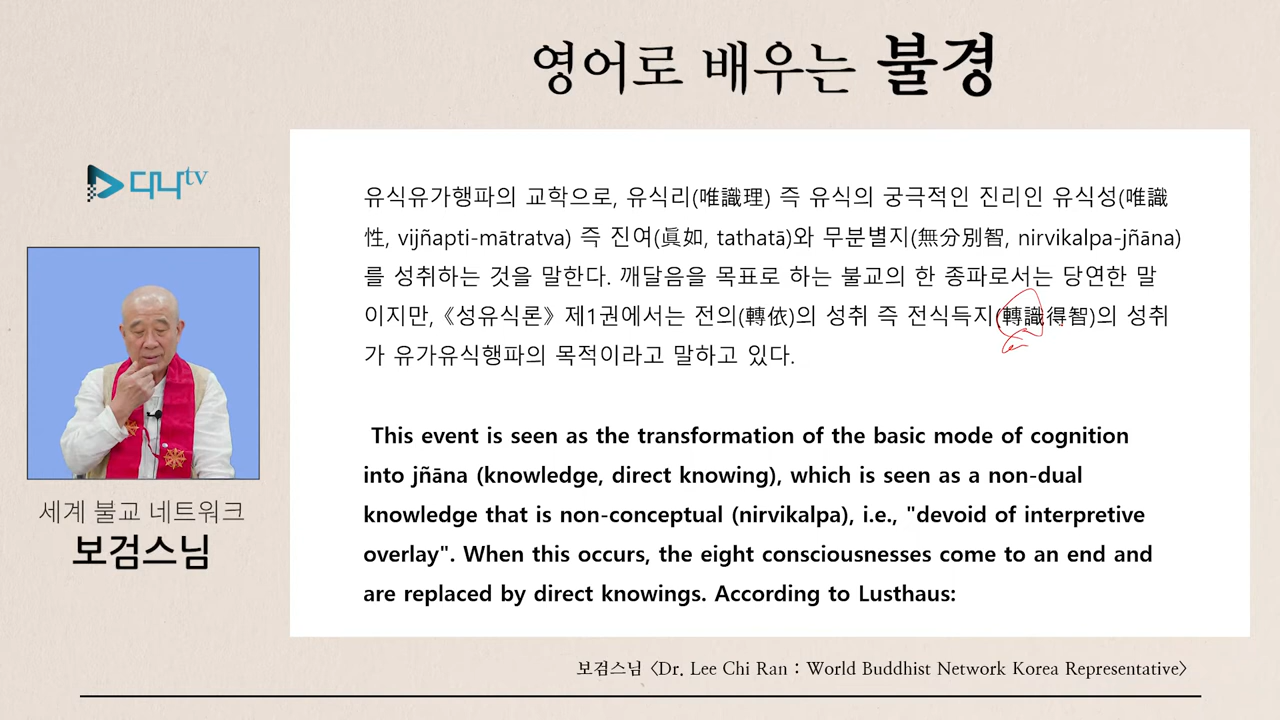 영어로 배우는 불경
디나tv
유식유가행파의 교학으로, 유식리(唯識理) 즉 유식의 궁극적인 진리인 유식성(唯識
性, vijñapti-mātratva) 즉 진여(眞如, tathatā)와 무분별지(無分別智, nirvikalpa-jñāna)
를 성취하는 것을 말한다. 깨달음을 목표로 하는 불교의 한 종파로서는 당연한 말
이지만,《성유식론》제1권에서는 전의(轉依)의 성취 즉 전식득지(轉識得智)의 성취
가 유가유식행파의 목적이라고 말하고 있다.
This event is seen as the transformation of the basic mode of cognition
into jñāna (knowledge, direct knowing), which is seen as a non-dual
knowledge that is non-conceptual (nirvikalpa), i.e., "devoid of interpretive
overlay". When this occurs, the eight consciousnesses come to an end and
are replaced by direct knowings. According to Lusthaus:
세계 불교 네트워크
보검스님
보검스님 <Dr. Lee Chi Ran : World Buddhist Network Korea Representative>